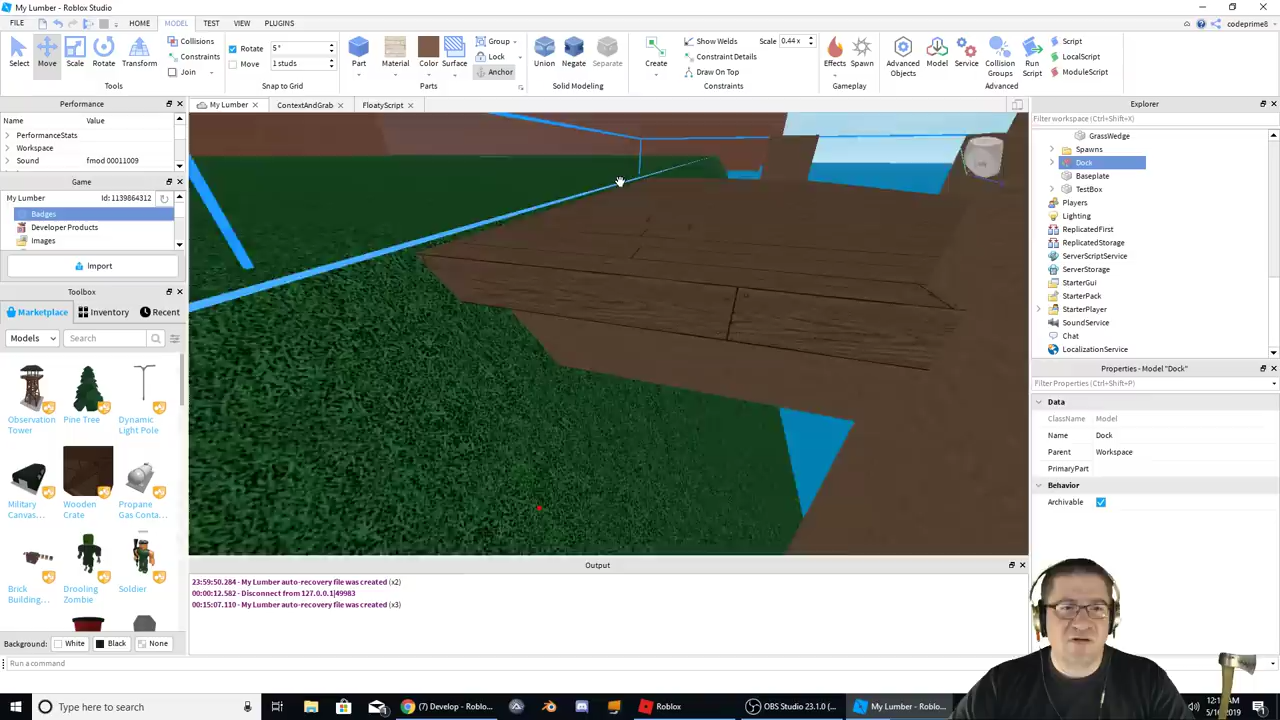 My Lumber - Roblox Studio
FILE HOME MODEL TEST VIEW PLUGINS codeprime8
Select Move Scale Rotate Transform
Collisions
Constraints
Join
Tools
Rotate 5°
Move 1 studs
Snap to Grid
Part Material Color Surface
Group
Lock
Anchor
Parts
Union Negate Separate
Solid Modeling
Create
Show Welds Scale 0.44 x
Constraint Details
Draw On Top
Constraints
Effects Spawn
Gameplay
Advanced Objects Model Service Collision Groups Run Script
Script
LocalScript
ModuleScript
Advanced
Performance
Name Value
PerformanceStats
Workspace
Sound fmod 00011009
Game
My Lumber Id: 1139864312
Badges
Developer Products
Images
Import
Toolbox
Marketplace Inventory Recent
Models Search
Observation Tower
Pine Tree
Dynamic Light Pole
Military Canvas...
Wooden Crate
Propane Gas Conta...
Brick Building...
Drooling Zombie
Soldier
Background: White Black None
Run a command
My Lumber ContextAndGrab FloatyScript
Output
23:59:50.284 - My Lumber auto-recovery file was created (x2)
00:00:12.582 - Disconnect from 127.0.0.1|49983
00:15:07.110 - My Lumber auto-recovery file was created (x3)
Explorer
Filter workspace (Ctrl+Shift+X)
GrassWedge
Spawns
Dock
Baseplate
TestBox
Players
Lighting
ReplicatedFirst
ReplicatedStorage
ServerScriptService
ServerStorage
StarterGui
StarterPack
StarterPlayer
SoundService
Chat
LocalizationService
Properties - Model "Dock"
Filter Properties (Ctrl+Shift+P)
Data
ClassName Model
Name Dock
Parent Workspace
PrimaryPart
Behavior
Archivable
Type here to search
(7) Develop - Roblo...
Roblox
OBS Studio 23.1.0 (...
My Lumber - Roblo...